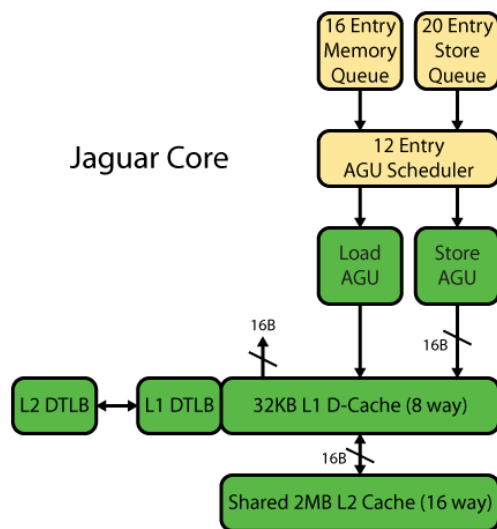 16 Entry
Memory
Queue
20 Entry
Store
Queue
Jaguar Core
12 Entry
AGU Scheduler
Load
AGU
Store
AGU
16B
16B
L2 DTLB
L1 DTLB
32KB L1 D-Cache (8 way)
16B
Shared 2MB L2 Cache (16 way)